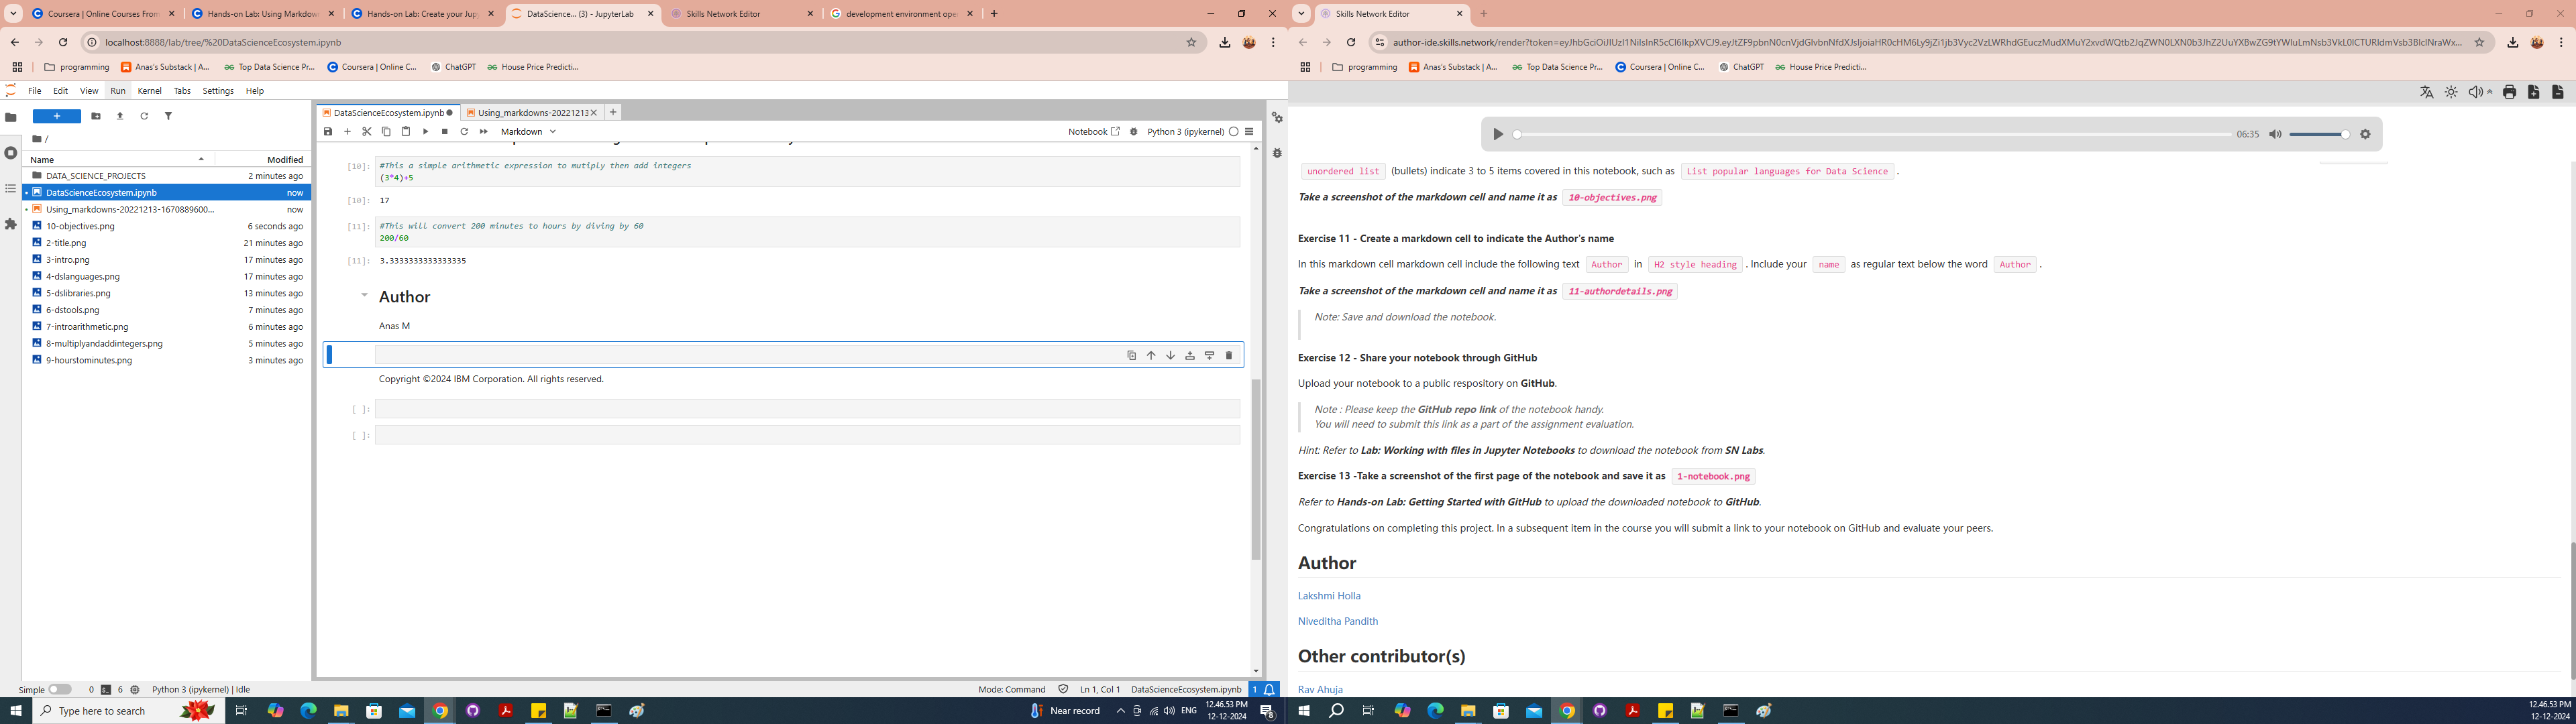 Coursera | Online Courses From
Hands-on Lab: Using Markdown
Hands-on Lab: Create your Jup
DataScience... (3) - JupyterLab
Skills Network Editor
development environment ope
localhost:8888/lab/tree/%20DataScienceEcosystem.ipynb
programming
Anas's Substack | A...
Top Data Science Pr...
Coursera | Online C...
ChatGPT
House Price Predicti...
File Edit View Run Kernel Tabs Settings Help
/
Name Modified
DATA_SCIENCE_PROJECTS 2 minutes ago
DataScienceEcosystem.ipynb now
Using_markdowns-20221213-1670889600... now
10-objectives.png 6 seconds ago
2-title.png 21 minutes ago
3-intro.png 17 minutes ago
4-dslanguages.png 17 minutes ago
5-dslibraries.png 13 minutes ago
6-dstools.png 7 minutes ago
7-introarithmetic.png 6 minutes ago
8-multiplyandaddintegers.png 5 minutes ago
9-hourstominutes.png 3 minutes ago
DataScienceEcosystem.ipynb
Using_markdowns-20221213
Markdown
Notebook
Python 3 (ipykernel)
[10]: #This a simple arithmetic expression to mutiply then add integers
(3*4)+5
[10]: 17
[11]: #This will convert 200 minutes to hours by diving by 60
200/60
[11]: 3.3333333333333335
Author
Anas M
Copyright ©2024 IBM Corporation. All rights reserved.
[ ]:
[ ]:
Simple 0 6 Python 3 (ipykernel) | Idle
Mode: Command Ln 1, Col 1 DataScienceEcosystem.ipynb 1
Type here to search
Near record
ENG
12.46.53 PM
12-12-2024
8
Skills Network Editor
programming
Anas's Substack | A...
Top Data Science Pr...
Coursera | Online C...
ChatGPT
House Price Predicti...
06:35
unordered list (bullets) indicate 3 to 5 items covered in this notebook, such as List popular languages for Data Science .
Take a screenshot of the markdown cell and name it as 10-objectives.png
Exercise 11 - Create a markdown cell to indicate the Author's name
In this markdown cell markdown cell include the following text Author in H2 style heading . Include your name as regular text below the word Author .
Take a screenshot of the markdown cell and name it as 11-authordetails.png
Note: Save and download the notebook.
Exercise 12 - Share your notebook through GitHub
Upload your notebook to a public respository on GitHub.
Note : Please keep the GitHub repo link of the notebook handy.
You will need to submit this link as a part of the assignment evaluation.
Hint: Refer to Lab: Working with files in Jupyter Notebooks to download the notebook from SN Labs.
Exercise 13 -Take a screenshot of the first page of the notebook and save it as 1-notebook.png
Refer to Hands-on Lab: Getting Started with GitHub to upload the downloaded notebook to GitHub.
Congratulations on completing this project. In a subsequent item in the course you will submit a link to your notebook on GitHub and evaluate your peers.
Author
Lakshmi Holla
Niveditha Pandith
Other contributor(s)
Rav Ahuja
12.46.53 PM
12-12-2024